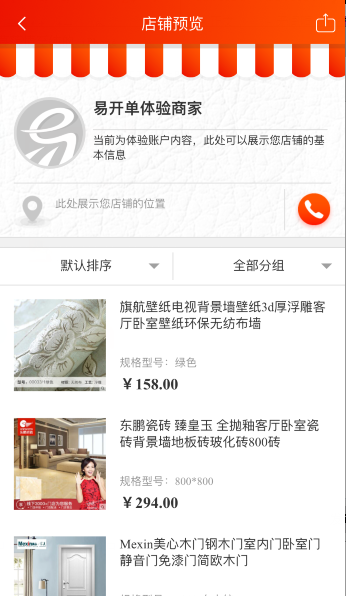 店铺预览
易开单体验商家
当前为体验账户内容，此处可以展示您店铺的基
本信息
此处展示您店铺的位置
默认排序
全部分组
旗航壁纸电视背景墙壁纸3d厚浮雕客
厅卧室壁纸环保无纺布墙
规格型号：绿色
￥158.00
东鹏瓷砖 臻皇玉 全抛釉客厅卧室瓷
砖背景墙地板砖玻化砖800砖
规格型号：800*800
￥294.00
Mexin
Mexin美心木门钢木门室内门卧室门
静音门免漆门简欧木门